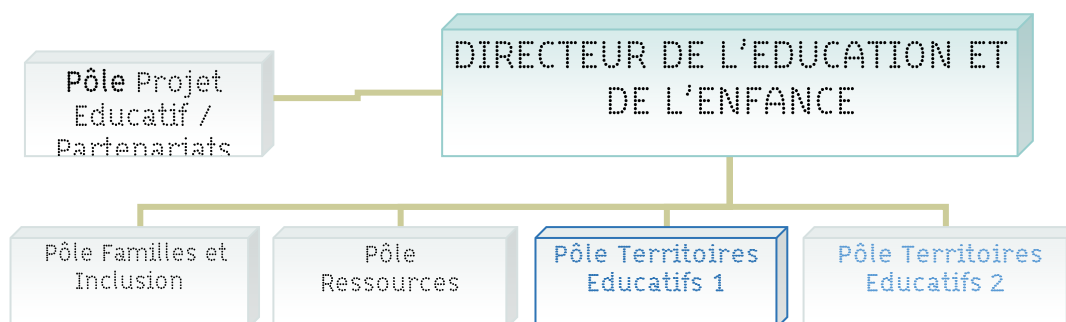 DIRECTEUR DE L'EDUCATION ET
DE L'ENFANCE
Pôle Projet
Educatif /
Partenariats
Pôle Familles et
Inclusion
Pôle
Ressources
Pôle Territoires
Educatifs 1
Pôle Territoires
Educatifs 2